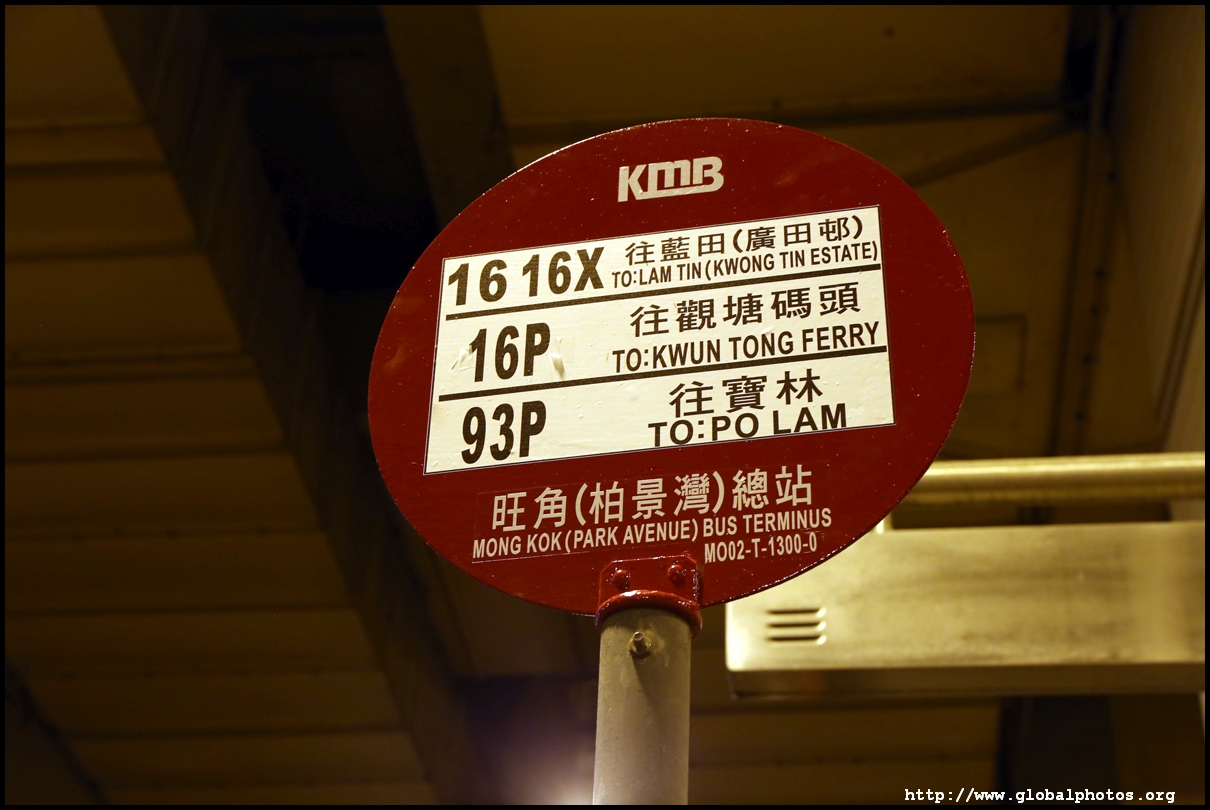 KMB
16 16X 往藍田(廣田邨)
TO:LAM TIN(KWONG TIN ESTATE)
16P 往觀塘碼頭
TO:KWUN TONG FERRY
93P 往寶林
TO:PO LAM
旺角(柏景灣)總站
MONG KOK(PARK AVENUE)BUS TERMINUS
MO02-T-1300-0
http://www.globalphotos.org